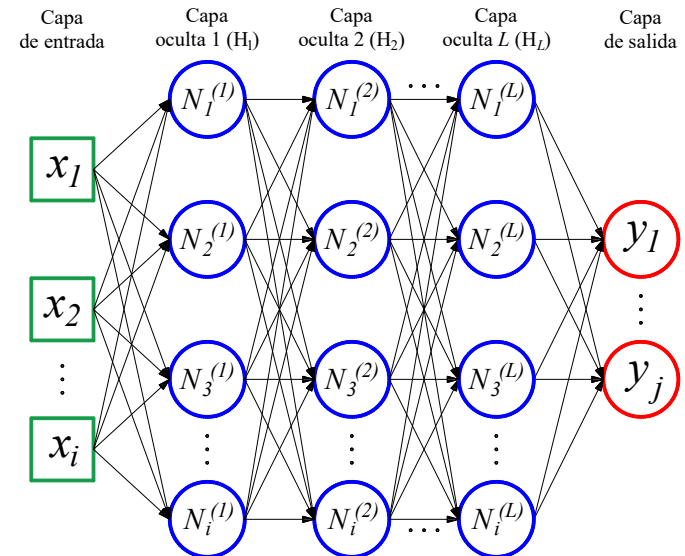 Capa
de entrada
Capa
oculta 1 (H₁)
Capa
oculta 2 (H₂)
Capa
oculta L (H_L)
Capa
de salida
x₁
x₂
⋮
xᵢ
N₁⁽¹⁾
N₂⁽¹⁾
N₃⁽¹⁾
⋮
Nᵢ⁽¹⁾
N₁⁽²⁾
N₂⁽²⁾
N₃⁽²⁾
⋮
Nᵢ⁽²⁾
...
...
N₁^(L)
N₂^(L)
N₃^(L)
⋮
Nᵢ^(L)
y₁
⋮
yⱼ